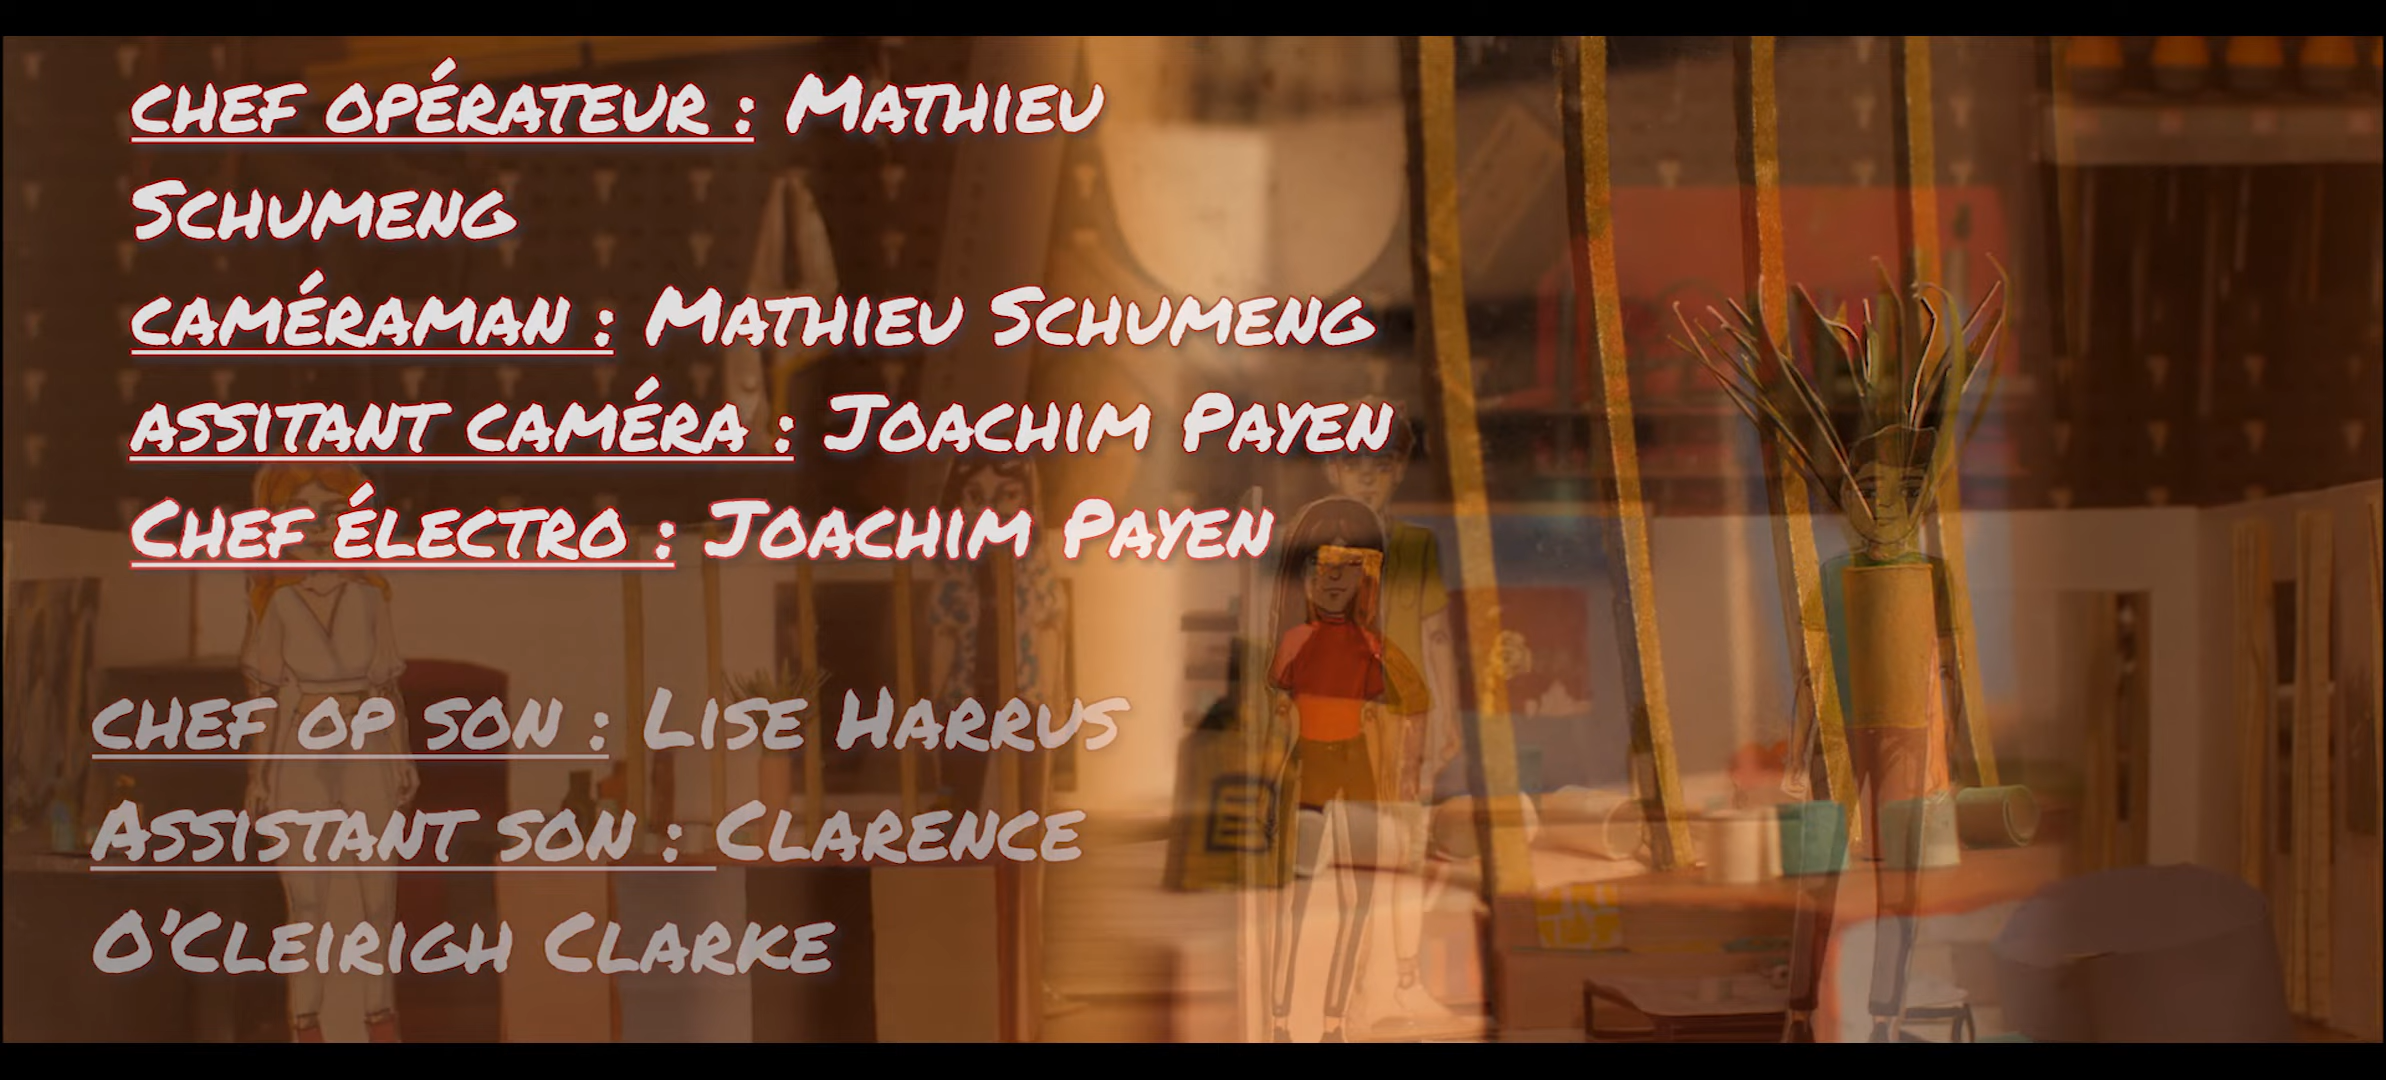 chef opérateur : Mathieu
Schumeng
caméraman : Mathieu Schumeng
assitant caméra : Joachim Payen
Chef électro : Joachim Payen
chef op son : Lise Harrus
Assistant son : Clarence
O'Cleirigh Clarke